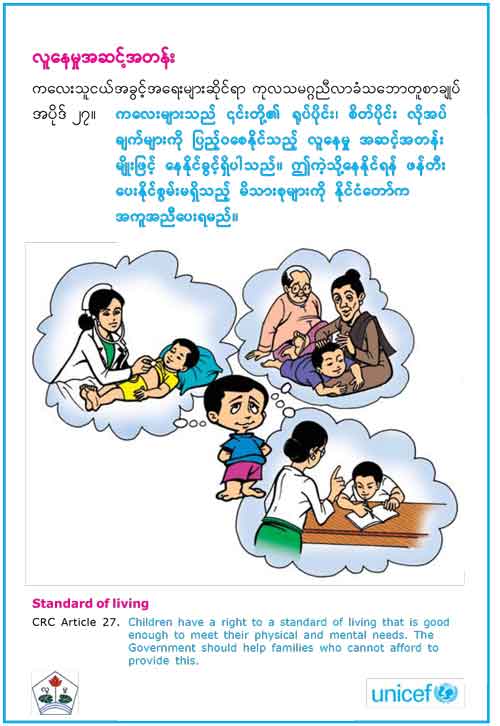 လူနေမှုအဆင့်အတန်း
ကလေးသူငယ်အခွင့်အရေးများဆိုင်ရာ ကုလသမဂ္ဂညီလာခံသဘောတူစာချုပ်
အပိုဒ် ၂၇။ ကလေးများသည် ၎င်းတို့၏ ရုပ်ပိုင်း၊ စိတ်ပိုင်း လိုအပ်
ချက်များကို ပြည့်ဝစေနိုင်သည့် လူနေမှု အဆင့်အတန်း
မျိုးဖြင့် နေနိုင်ခွင့်ရှိပါသည်။ ဤကဲ့သို့နေနိုင်ရန် ဖန်တီး
ပေးနိုင်စွမ်းမရှိသည့် မိသားစုများကို နိုင်ငံတော်က
အကူအညီပေးရမည်။
Standard of living
CRC Article 27. Children have a right to a standard of living that is good
enough to meet their physical and mental needs. The
Government should help families who cannot afford to
provide this.
unicef